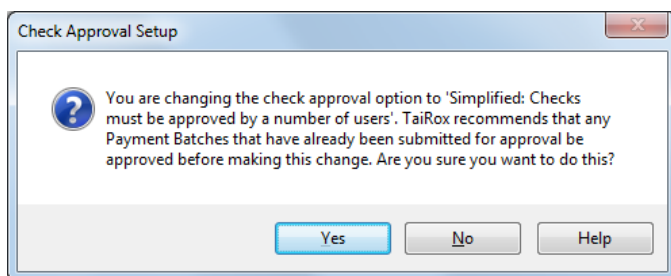 Check Approval Setup
You are changing the check approval option to 'Simplified: Checks
must be approved by a number of users'. TaiRox recommends that any
Payment Batches that have already been submitted for approval be
approved before making this change. Are you sure you want to do this?
Yes No Help